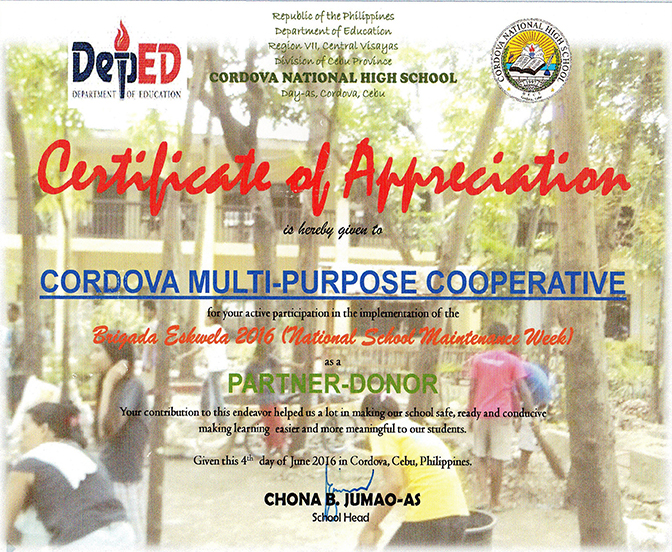 Republic of the Philippines
Department of Education
Region VII, Central Visayas
Division of Cebu Province
CORDOVA NATIONAL HIGH SCHOOL
Day-as, Cordova, Cebu
DepED
DEPARTMENT OF EDUCATION
CORDOVA NATIONAL HIGH SCHOOL
Certificate of Appreciation
is hereby given to
CORDOVA MULTI-PURPOSE COOPERATIVE
for your active participation in the implementation of the
Brigada Eskwela 2016 (National School Maintenance Week)
as a
PARTNER-DONOR
Your contribution to this endeavor helped us a lot in making our school safe, ready and conducive
making learning easier and more meaningful to our students.
Given this 4th day of June 2016 in Cordova, Cebu, Philippines.
CHONA B. JUMAO-AS
School Head